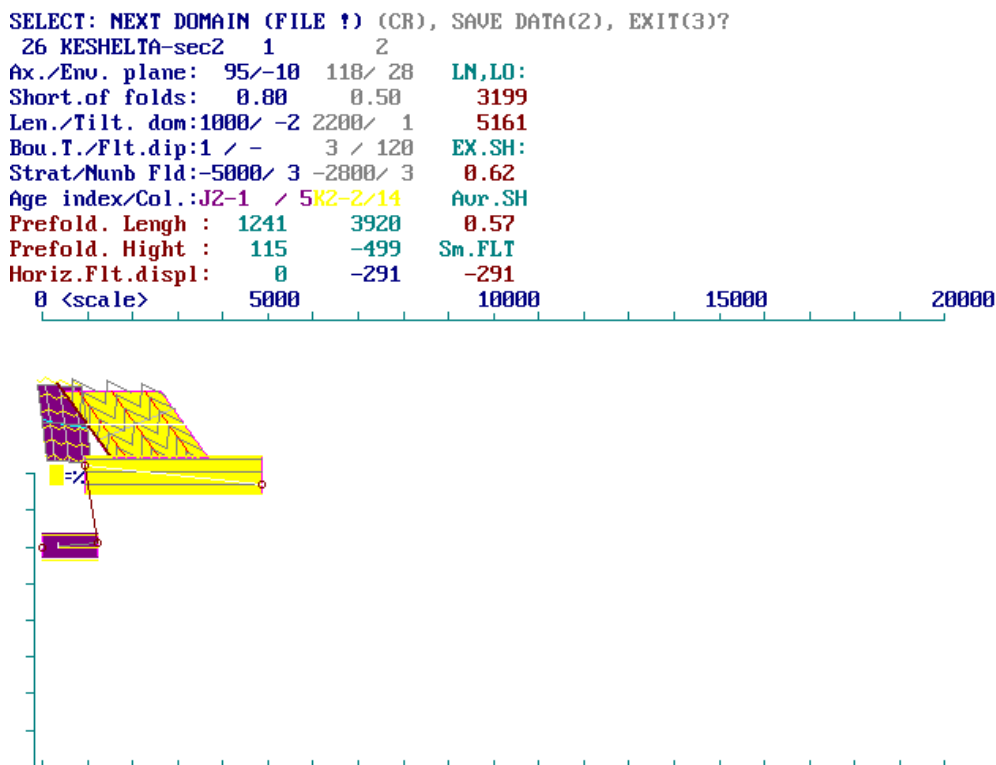 SELECT: NEXT DOMAIN (FILE !) (CR), SAVE DATA(2), EXIT(3)?
26 KESHELTA-sec2 1 2
Ax./Env. plane: 95/-10 118/ 28 LN,LO:
Short.of folds: 0.80 0.50 3199
Len./Tilt. dom:1000/ -2 2200/ 1 5161
Bou.T./Flt.dip:1 / - 3 / 120 EX.SH:
Strat/Nunb Fld:-5000/ 3 -2800/ 3 0.62
Age index/Col.:J2-1 / 5K2-2/14 Avr.SH
Prefold. Lengh : 1241 3920 0.57
Prefold. Hight : 115 -499 Sm.FLT
Horiz.Flt.displ: 0 -291 -291
0 <scale> 5000 10000 15000 20000